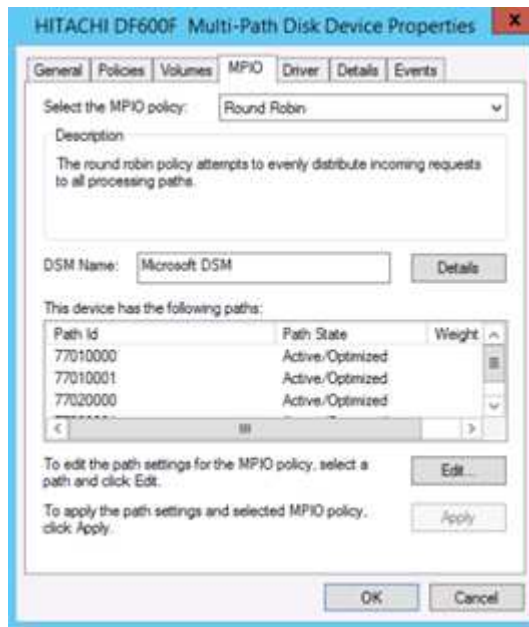 HITACHI DF600F Multi-Path Disk Device Properties
x
General Policies Volumes MPIO Driver Details Events
Select the MPIO policy: Round Robin
Description
The round robin policy attempts to evenly distribute incoming requests
to all processing paths.
DSM Name: Microsoft DSM Details
This device has the following paths:
Path Id Path State Weight
77010000 Active/Optimized
77010001 Active/Optimized
77020000 Active/Optimized
To edit the path settings for the MPIO policy, select a
path and click Edit.
Edit...
To apply the path settings and selected MPIO policy,
click Apply.
Apply
OK Cancel